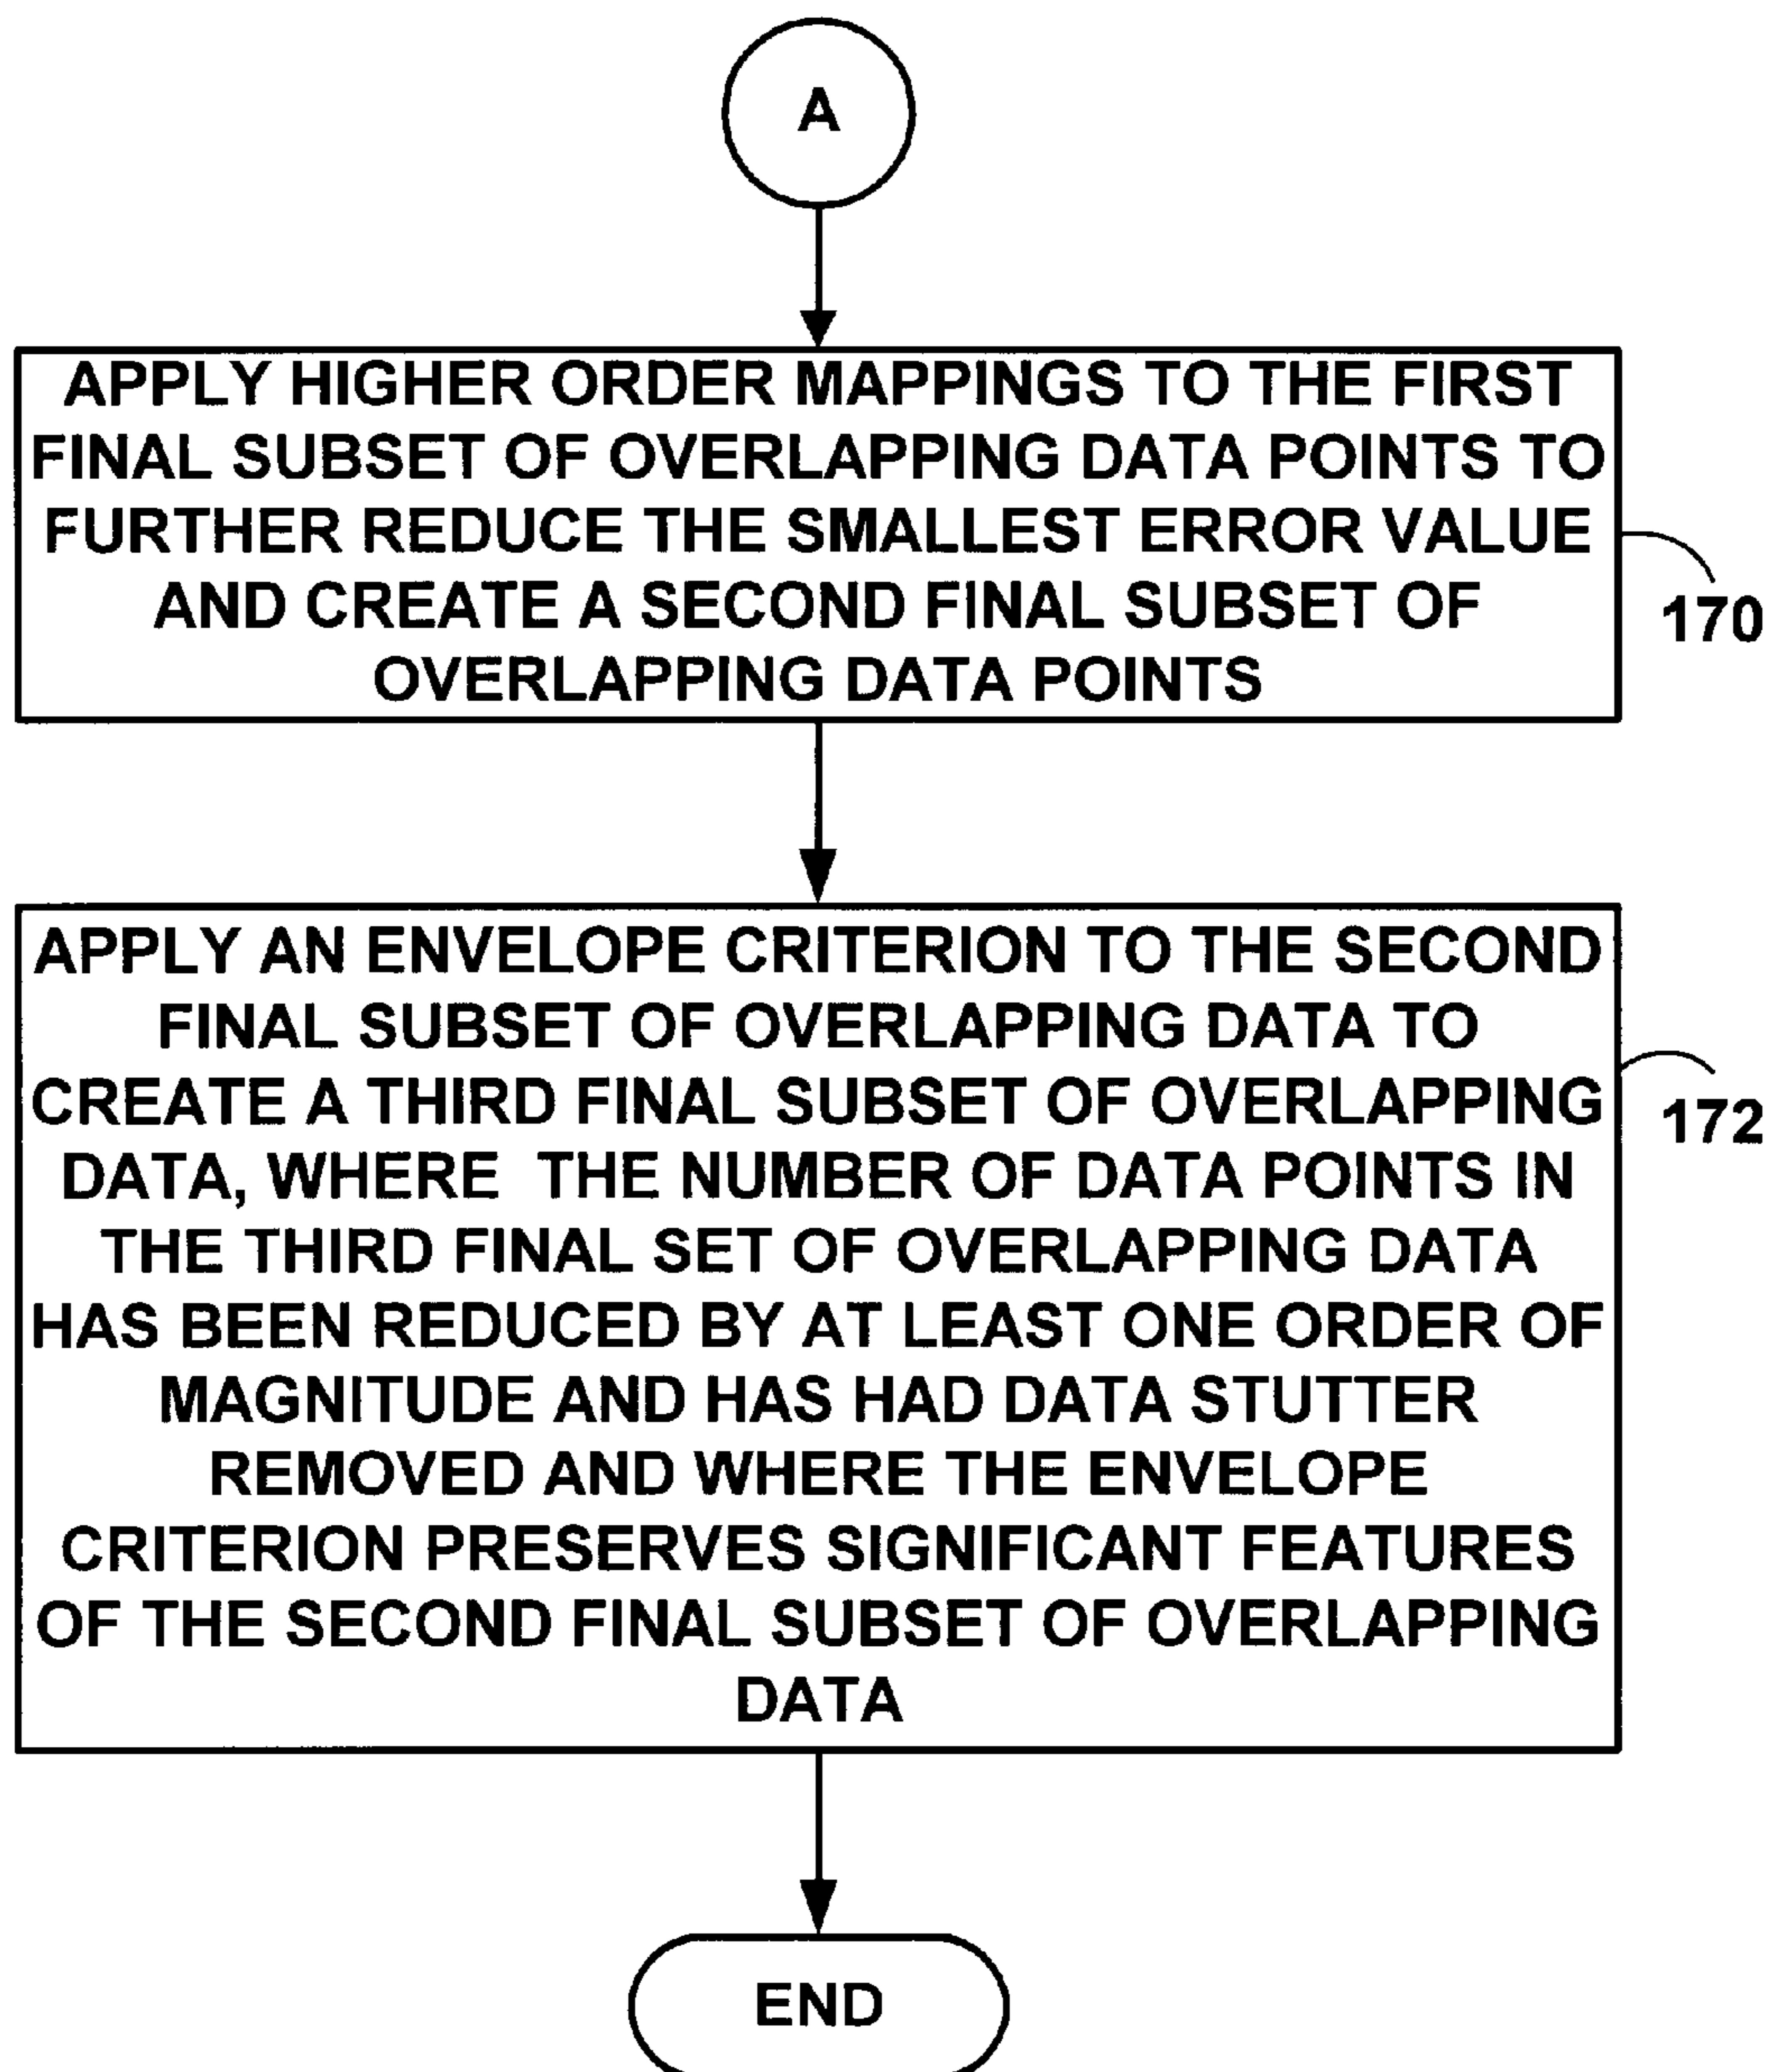 A
APPLY HIGHER ORDER MAPPINGS TO THE FIRST
FINAL SUBSET OF OVERLAPPING DATA POINTS TO
FURTHER REDUCE THE SMALLEST ERROR VALUE
AND CREATE A SECOND FINAL SUBSET OF
OVERLAPPING DATA POINTS
170
APPLY AN ENVELOPE CRITERION TO THE SECOND
FINAL SUBSET OF OVERLAPPING DATA TO
CREATE A THIRD FINAL SUBSET OF OVERLAPPING
DATA, WHERE THE NUMBER OF DATA POINTS IN
THE THIRD FINAL SET OF OVERLAPPING DATA
HAS BEEN REDUCED BY AT LEAST ONE ORDER OF
MAGNITUDE AND HAS HAD DATA STUTTER
REMOVED AND WHERE THE ENVELOPE
CRITERION PRESERVES SIGNIFICANT FEATURES
OF THE SECOND FINAL SUBSET OF OVERLAPPING
DATA
172
END